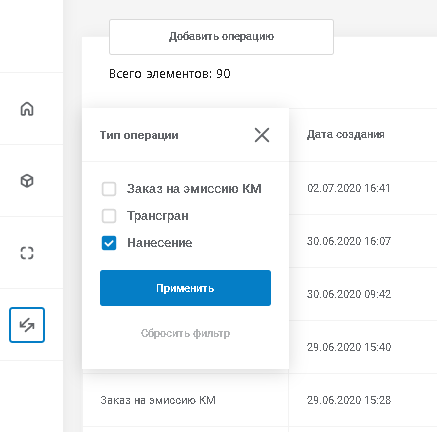 Добавить операцию
Всего элементов: 90
Тип операции
Дата создания
Заказ на эмиссию КМ
02.07.2020 16:41
Трансгран
Нанесение
30.06.2020 16:07
Применить
30.06.2020 09:42
Сбросить фильтр
29.06.2020 15:40
Заказ на эмиссию КМ
29.06.2020 15:28